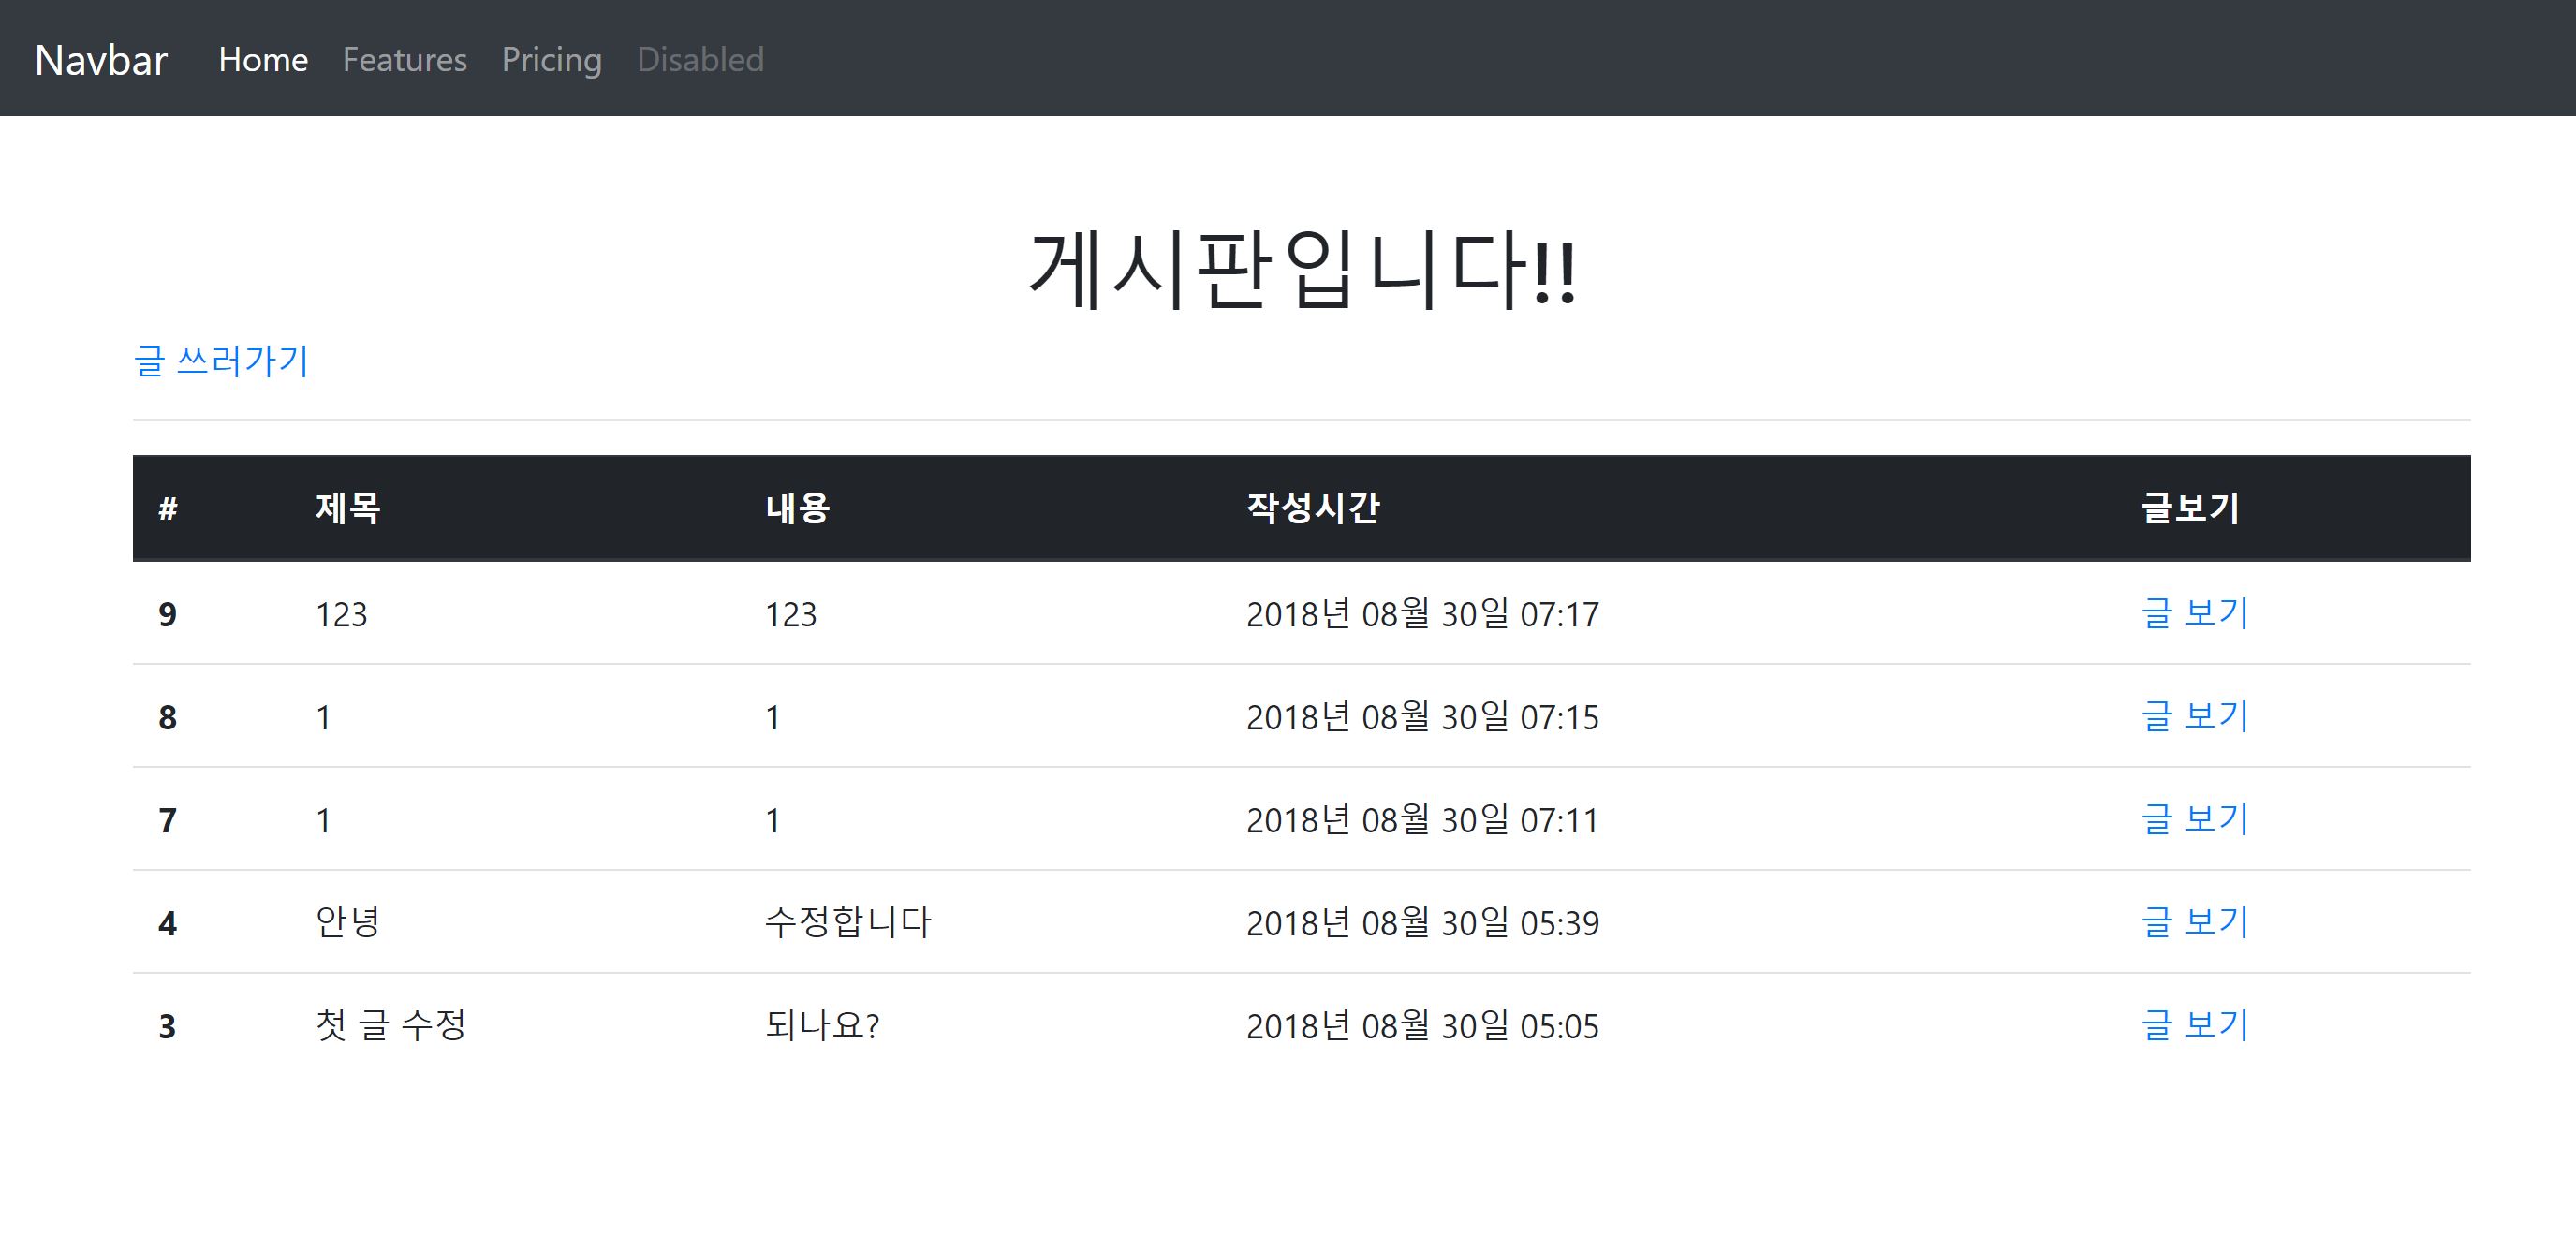 Navbar Home Features Pricing Disabled
게시판입니다!!
글 쓰러가기
# 제목 내용 작성시간 글보기
9 123 123 2018년 08월 30일 07:17 글 보기
8 1 1 2018년 08월 30일 07:15 글 보기
7 1 1 2018년 08월 30일 07:11 글 보기
4 안녕 수정합니다 2018년 08월 30일 05:39 글 보기
3 첫 글 수정 되나요? 2018년 08월 30일 05:05 글 보기